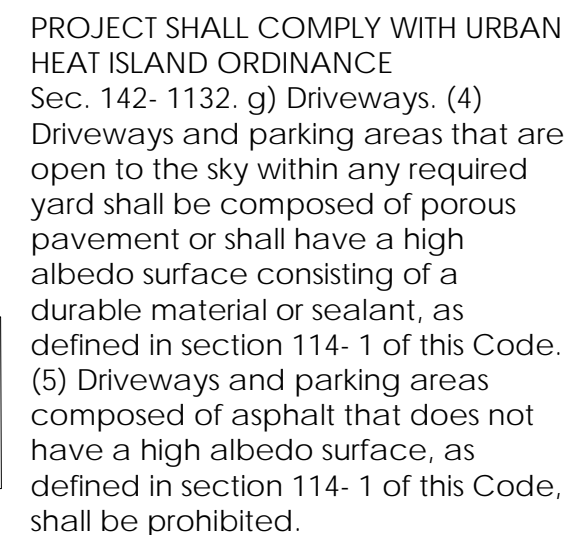 PROJECT SHALL COMPLY WITH URBAN
HEAT ISLAND ORDINANCE
Sec. 142- 1132. g) Driveways. (4)
Driveways and parking areas that are
open to the sky within any required
yard shall be composed of porous
pavement or shall have a high
albedo surface consisting of a
durable material or sealant, as
defined in section 114- 1 of this Code.
(5) Driveways and parking areas
composed of asphalt that does not
have a high albedo surface, as
defined in section 114- 1 of this Code,
shall be prohibited.